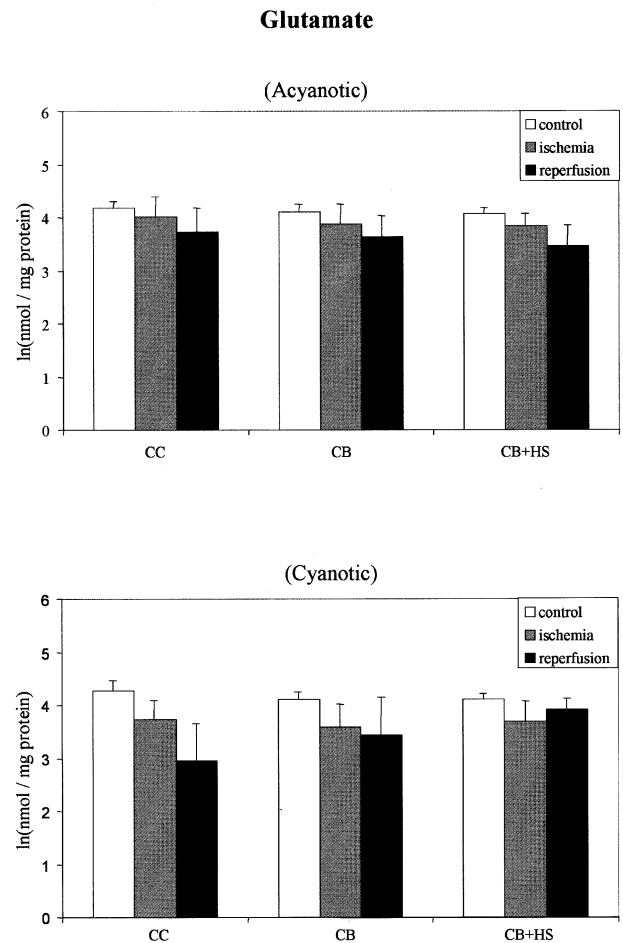 Glutamate
(Acyanotic)
ln(nmol / mg protein)
6
5
4
3
2
1
0
control
ischemia
reperfusion
CC CB CB+HS
(Cyanotic)
ln(nmol / mg protein)
6
5
4
3
2
1
0
control
ischemia
reperfusion
CC CB CB+HS